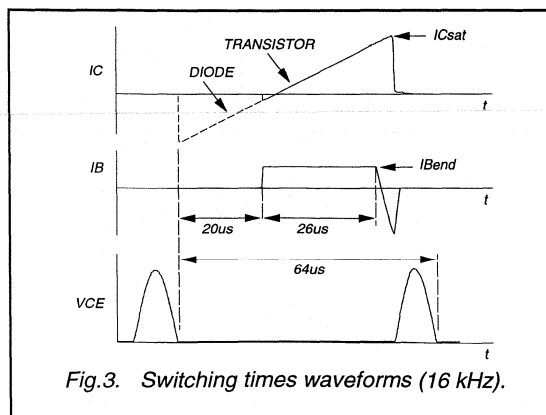 ICsat
TRANSISTOR
IC
DIODE
t
IB
IBend
t
20us
26us
64us
VCE
t
Fig.3. Switching times waveforms (16 kHz).